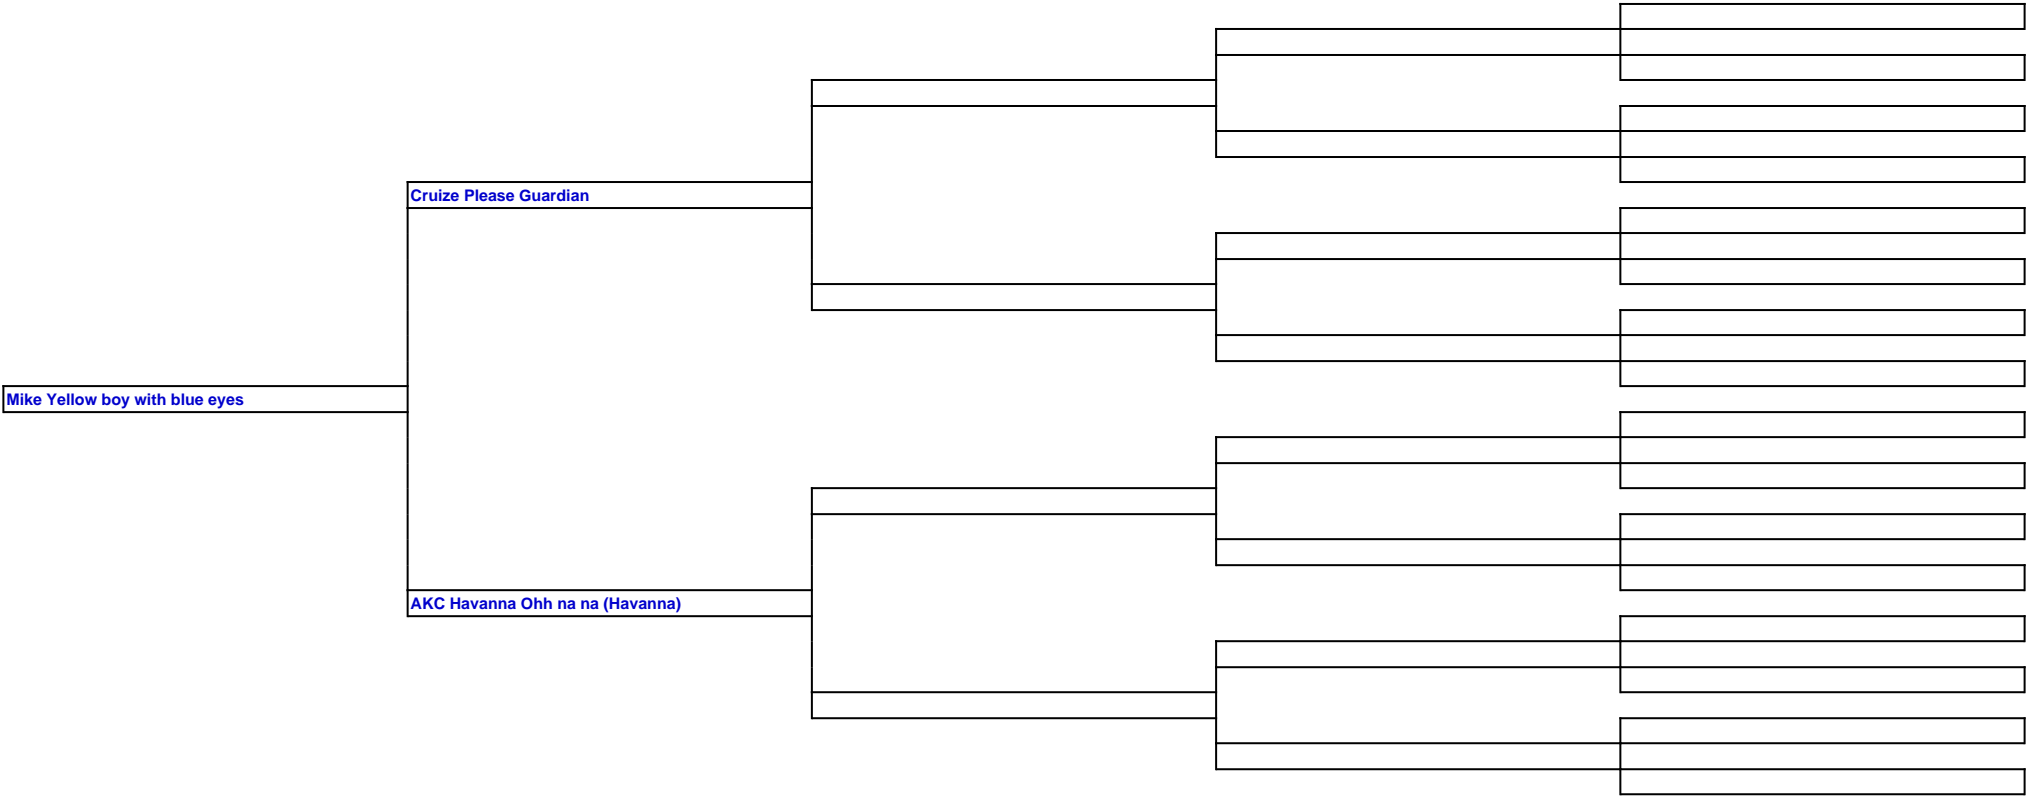 Cruize Please Guardian
Mike Yellow boy with blue eyes
AKC Havanna Ohh na na (Havanna)